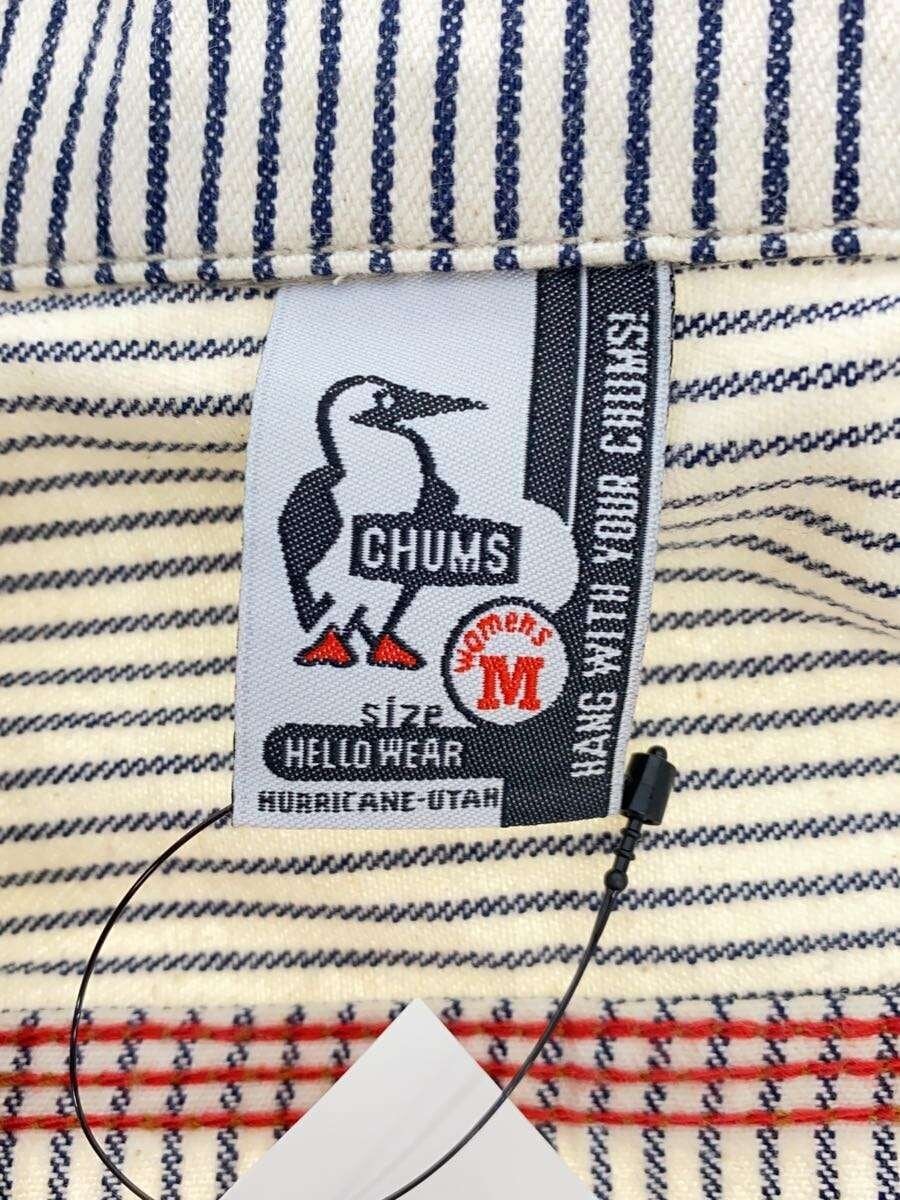 CHUMS
womens
M
size
HELLO WEAR
HURRICANE-UTAH
HANG WITH YOUR CHUMS!